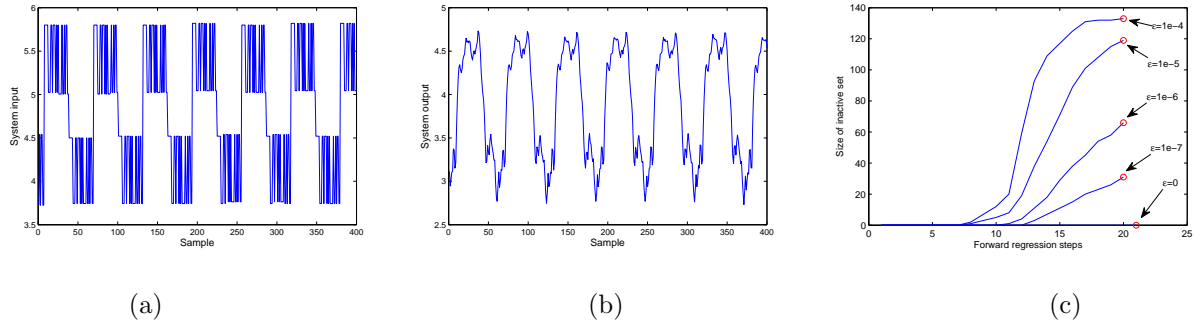 6
5.5
5
4.5
4
3.5
0 50 100 150 200 250 300 350 400
System input
Sample
(a)
5
4.5
4
3.5
3
2.5
0 50 100 150 200 250 300 350 400
System output
Sample
(b)
140
120
100
80
60
40
20
0
0 5 10 15 20 25
Size of inactive set
Forward regression steps
ε=1e−4
ε=1e−5
ε=1e−6
ε=1e−7
ε=0
(c)